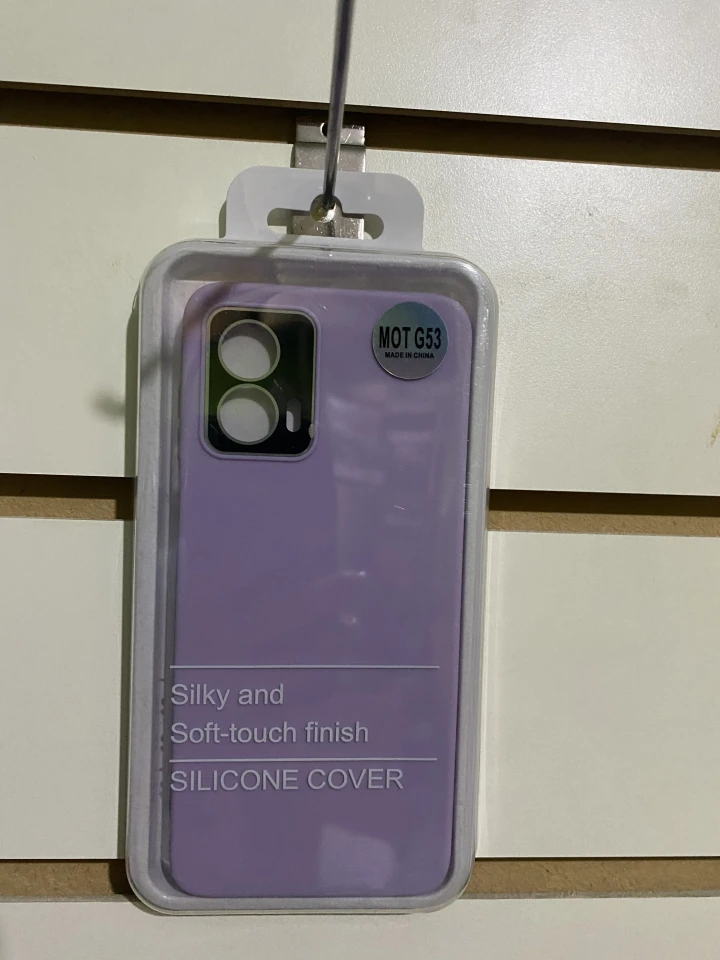 MOT G53
MADE IN CHINA
Silky and
Soft-touch finish
SILICONE COVER